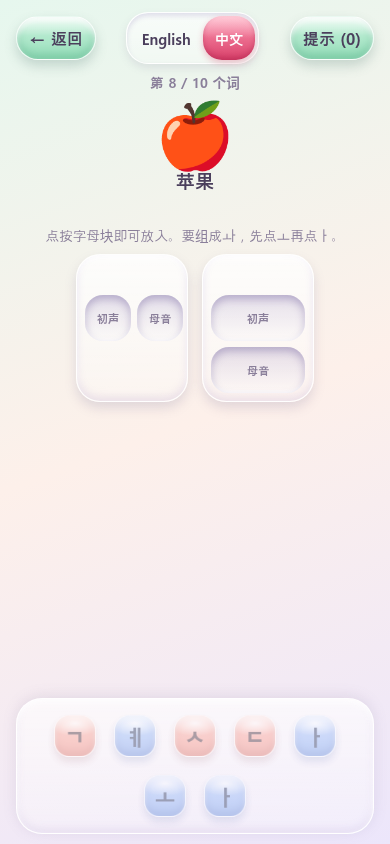 ← 返回 English 中文 提示 (0)
第 8 / 10 个词
苹果
点按字母块即可放入。要组成ㅘ，先点ㅗ再点ㅏ。
初声 母音 初声
母音
ㄱ ㅖ ㅅ ㄷ ㅏ
ㅗ ㅏ